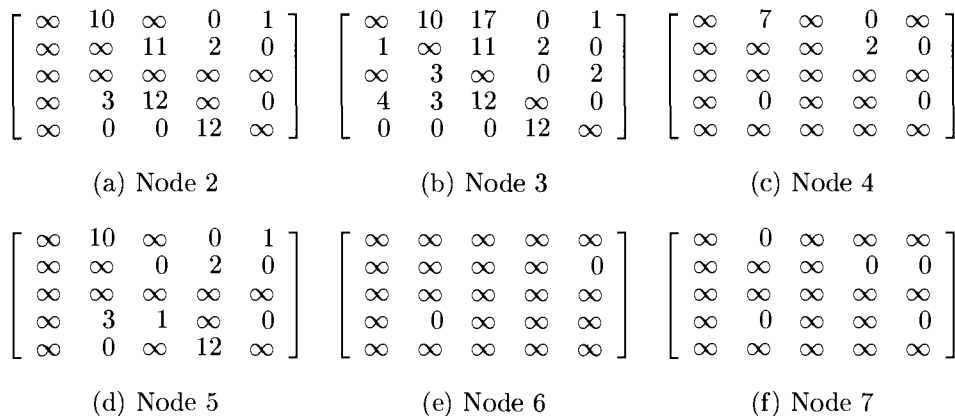 ∞ 10 ∞ 0 1 ∞ 10 17 0 1 ∞ 7 ∞ 0 ∞
∞ ∞ 11 2 0 1 ∞ 11 2 0 ∞ ∞ ∞ 2 0
∞ ∞ ∞ ∞ ∞ ∞ 3 ∞ 0 2 ∞ ∞ ∞ ∞ ∞
∞ 3 12 ∞ 0 4 3 12 ∞ 0 ∞ 0 ∞ ∞ 0
∞ 0 0 12 ∞ 0 0 0 12 ∞ ∞ ∞ ∞ ∞ ∞
(a) Node 2 (b) Node 3 (c) Node 4
∞ 10 ∞ 0 1 ∞ ∞ ∞ ∞ ∞ ∞ 0 ∞ ∞ ∞
∞ ∞ 0 2 0 ∞ ∞ ∞ ∞ 0 ∞ ∞ ∞ 0 0
∞ ∞ ∞ ∞ ∞ ∞ ∞ ∞ ∞ ∞ ∞ ∞ ∞ ∞ ∞
∞ 3 1 ∞ 0 ∞ 0 ∞ ∞ ∞ ∞ 0 ∞ ∞ 0
∞ 0 ∞ 12 ∞ ∞ ∞ ∞ ∞ ∞ ∞ ∞ ∞ ∞ ∞
(d) Node 5 (e) Node 6 (f) Node 7